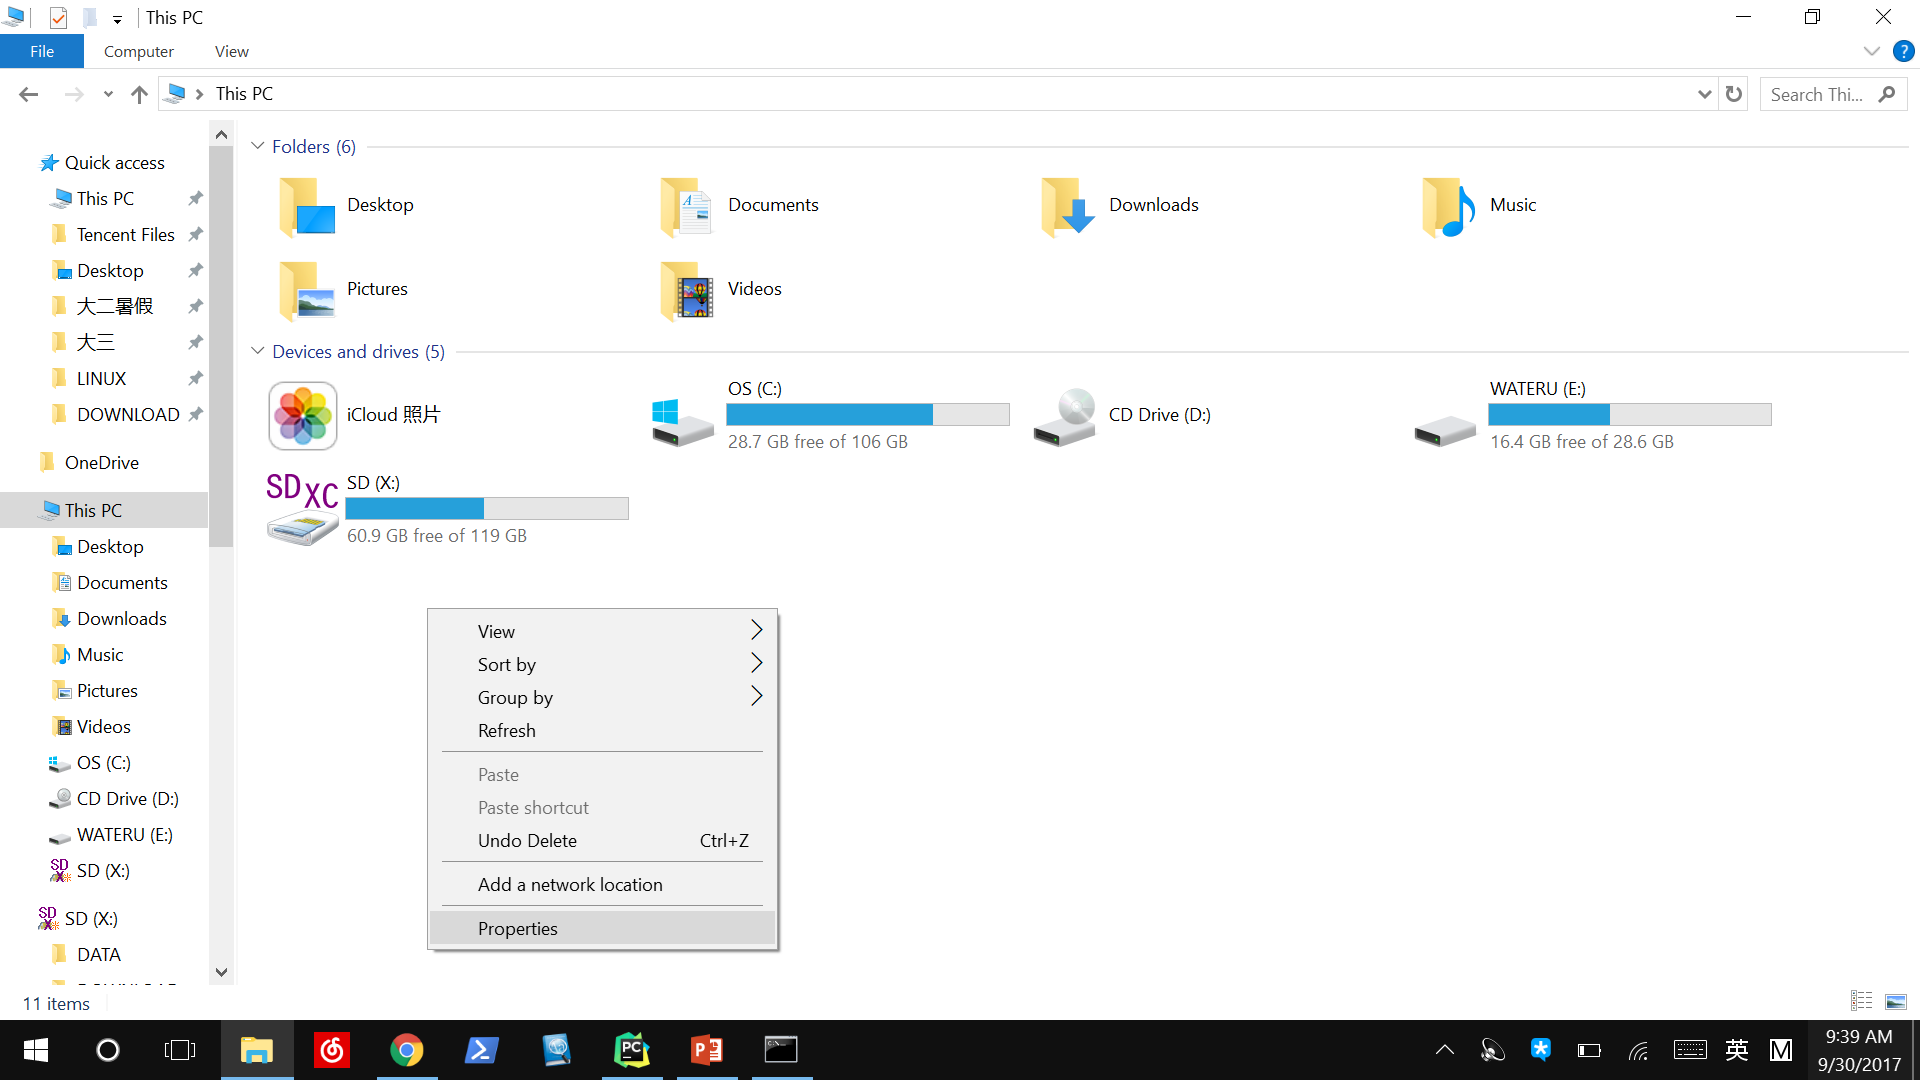 This PC
File
Computer
View
This PC
Search Thi...
Quick access
This PC
Tencent Files
Desktop
大二暑假
大三
LINUX
DOWNLOAD
OneDrive
This PC
Desktop
Documents
Downloads
Music
Pictures
Videos
OS (C:)
CD Drive (D:)
WATERU (E:)
SD (X:)
SD (X:)
DATA
Folders (6)
Desktop
Documents
Downloads
Music
Pictures
Videos
Devices and drives (5)
iCloud 照片
OS (C:)
28.7 GB free of 106 GB
CD Drive (D:)
WATERU (E:)
16.4 GB free of 28.6 GB
SD XC
SD (X:)
60.9 GB free of 119 GB
View
Sort by
Group by
Refresh
Paste
Paste shortcut
Undo Delete Ctrl+Z
Add a network location
Properties
11 items
PC
P
英
M
9:39 AM
9/30/2017